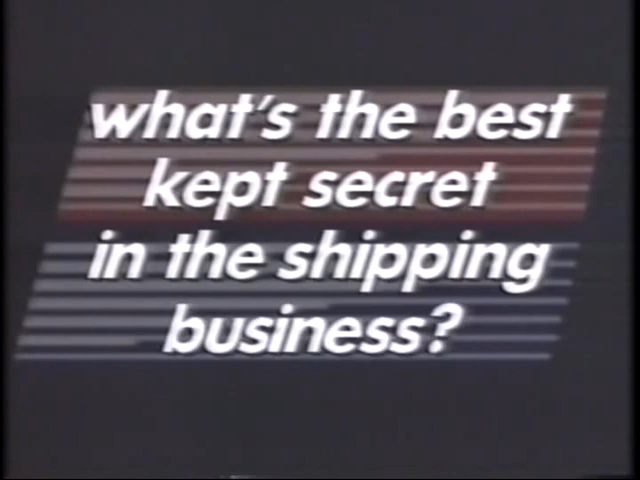 what's the best
kept secret
in the shipping
business?